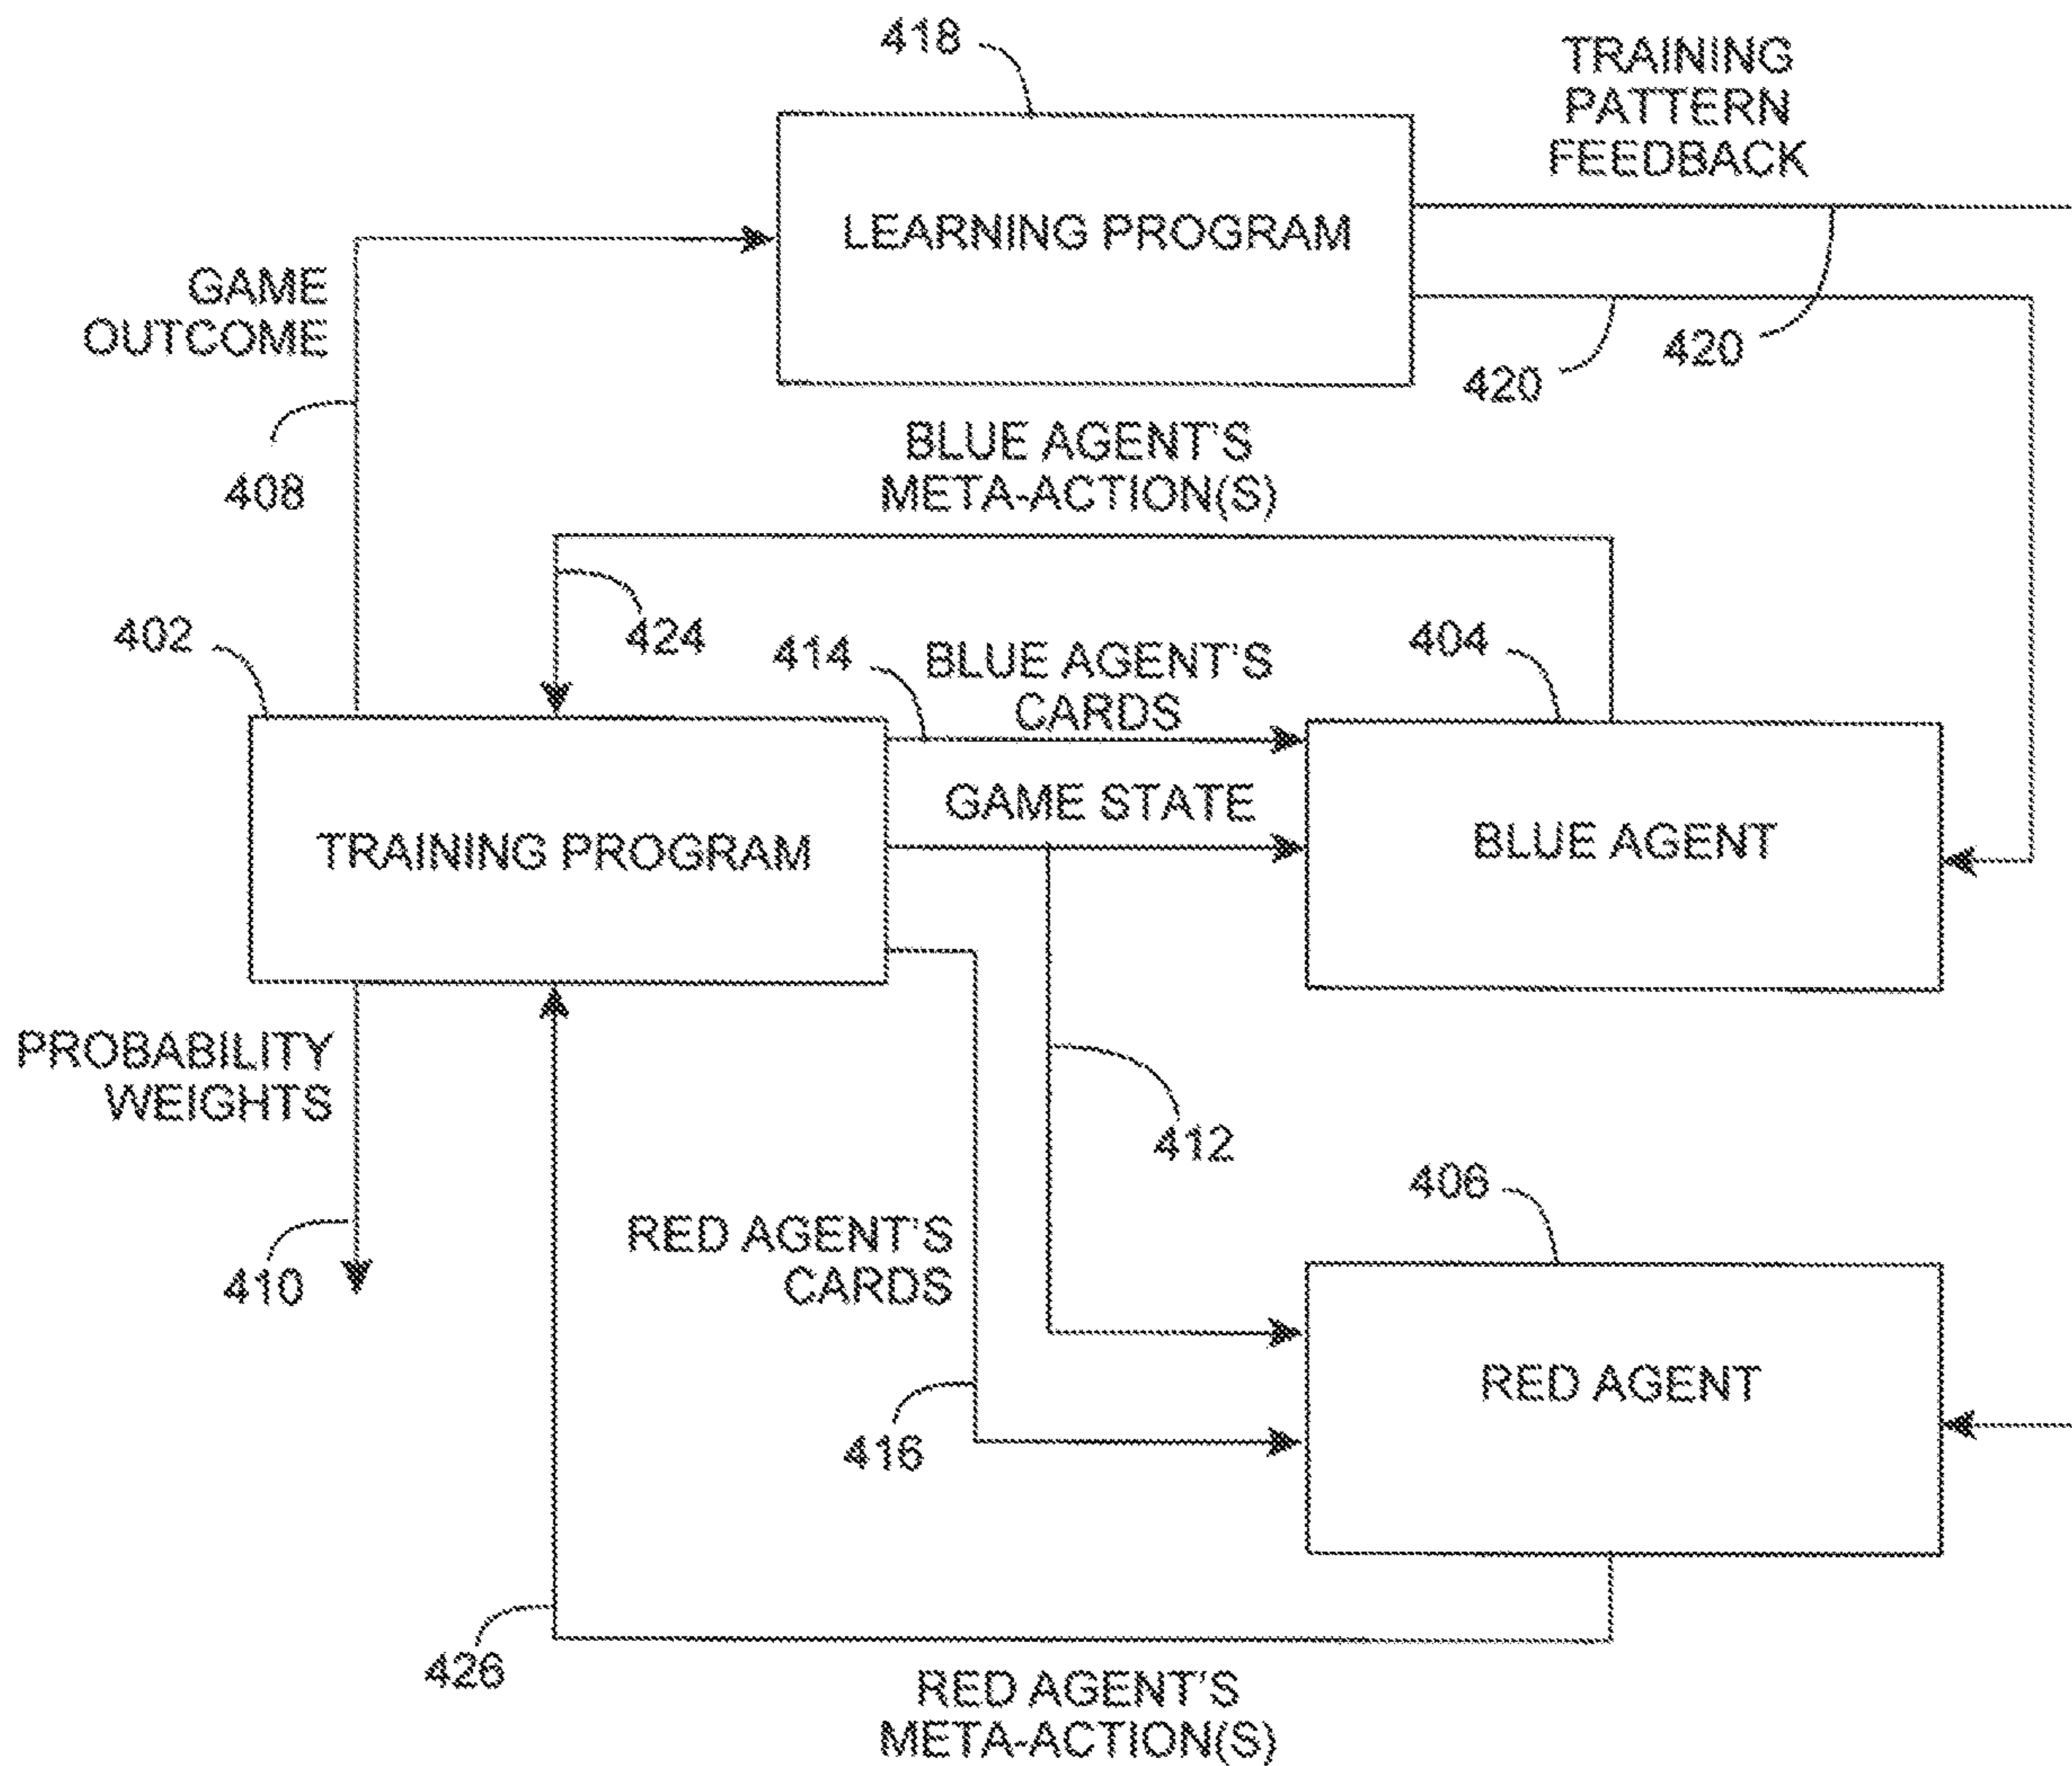 418
TRAINING
PATTERN
FEEDBACK
LEARNING PROGRAM
GAME
OUTCOME
420
420
408
BLUE AGENT'S
META-ACTION(S)
402
424
414
BLUE AGENT'S
CARDS
404
GAME STATE
TRAINING PROGRAM
BLUE AGENT
PROBABILITY
WEIGHTS
412
406
RED AGENT'S
CARDS
410
RED AGENT
416
426
RED AGENT'S
META-ACTION(S)